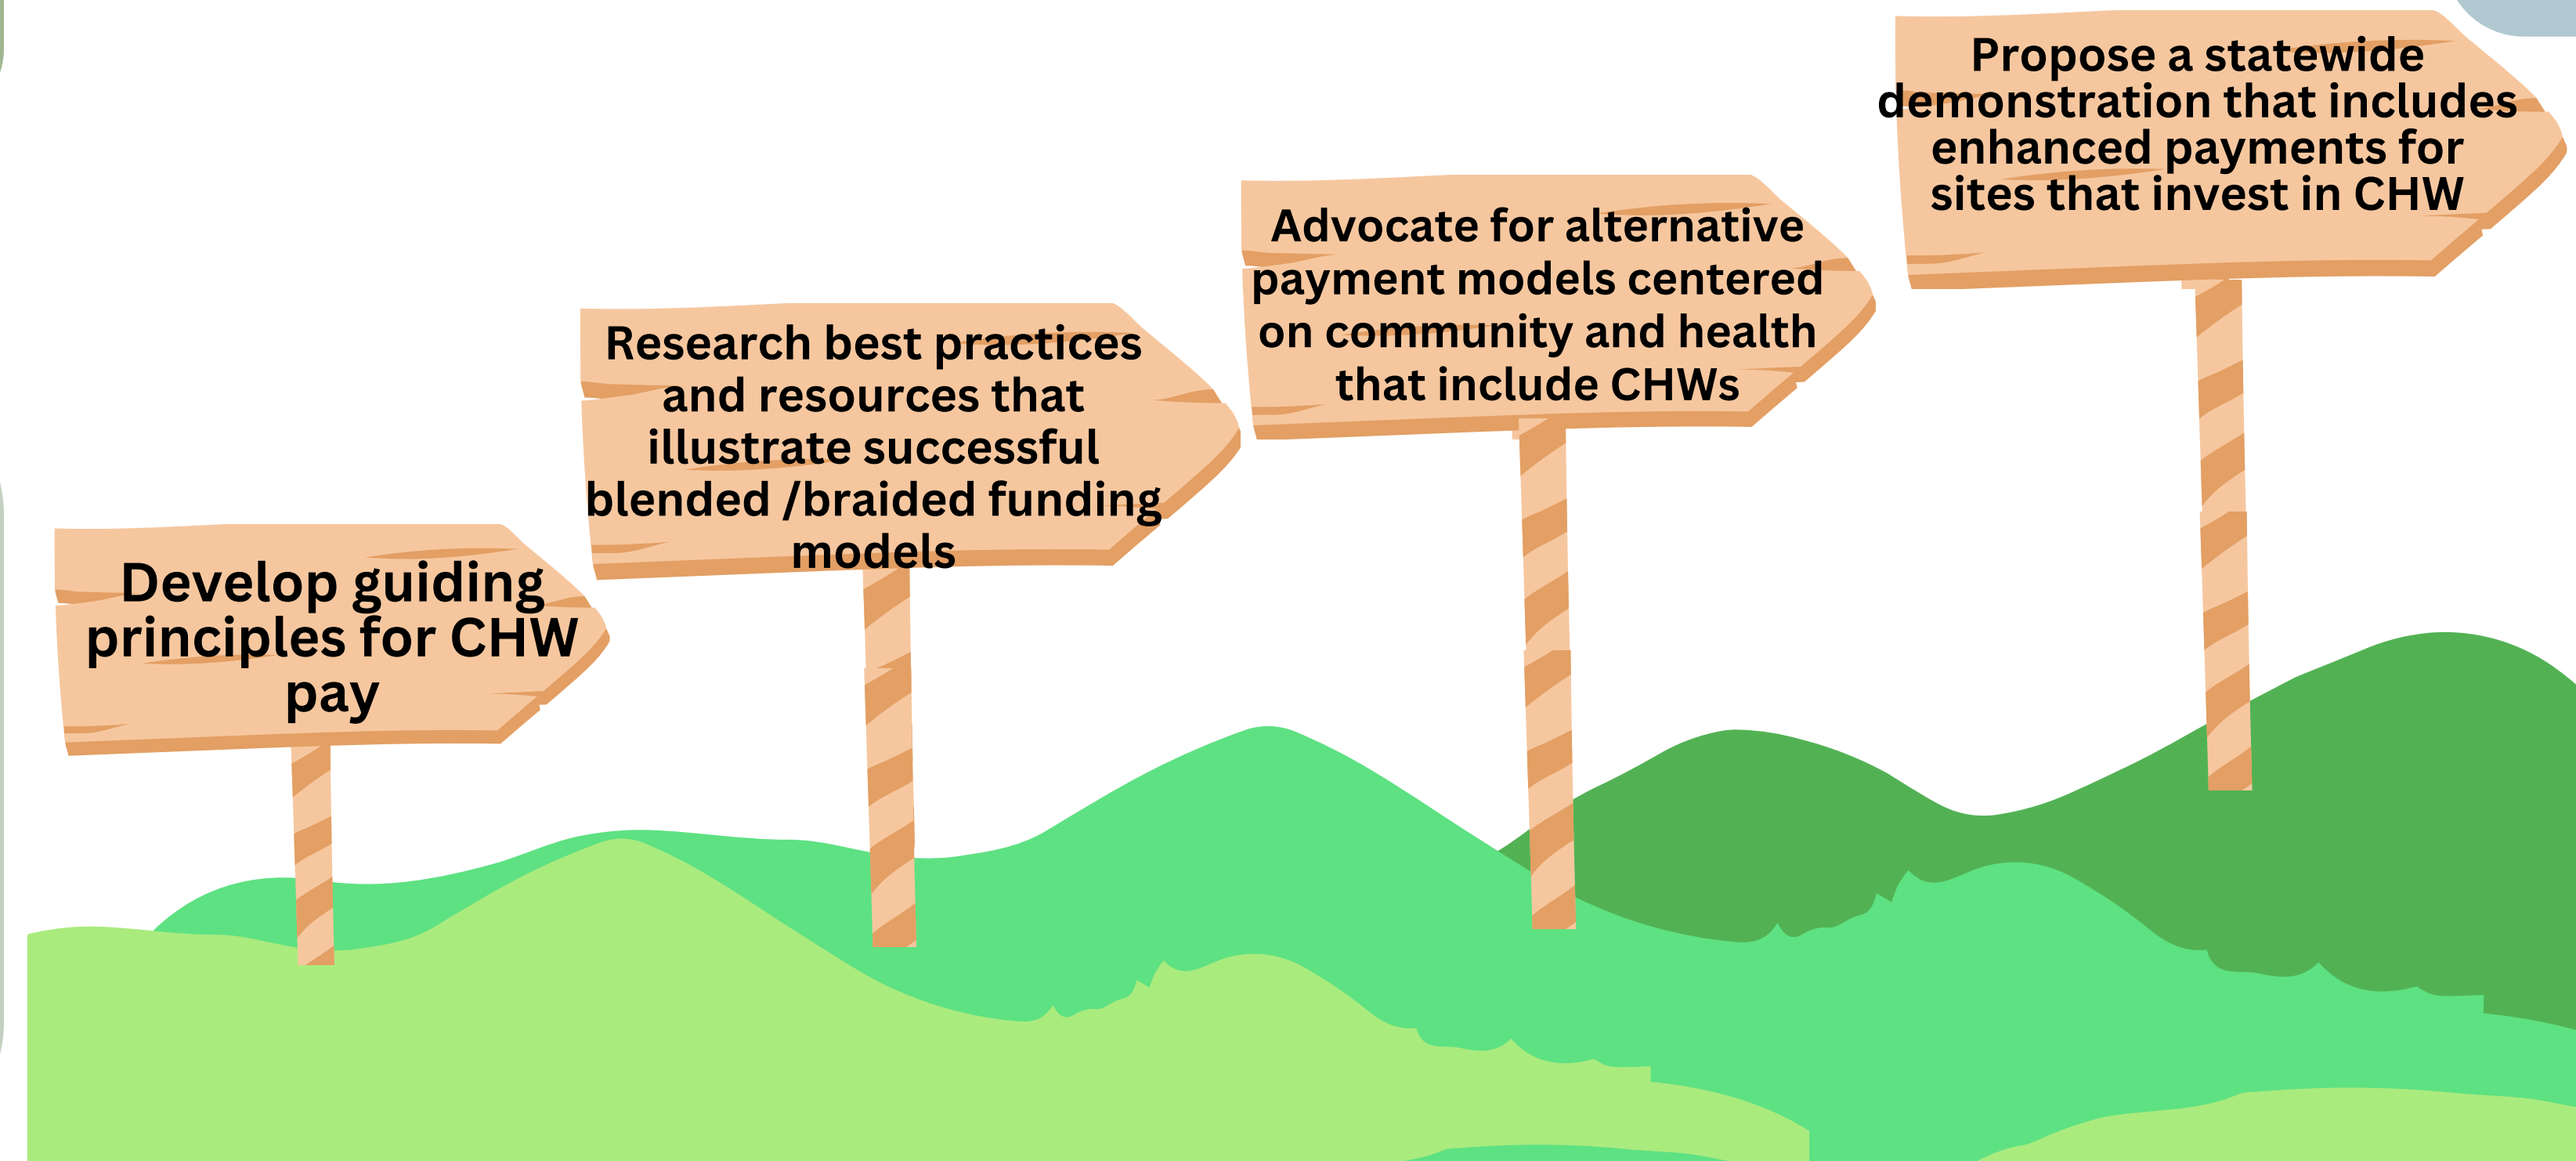 Develop guiding
principles for CHW
pay
Research best practices
and resources that
illustrate successful
blended /braided funding
models
Advocate for alternative
payment models centered
on community and health
that include CHWs
Propose a statewide
demonstration that includes
enhanced payments for
sites that invest in CHW